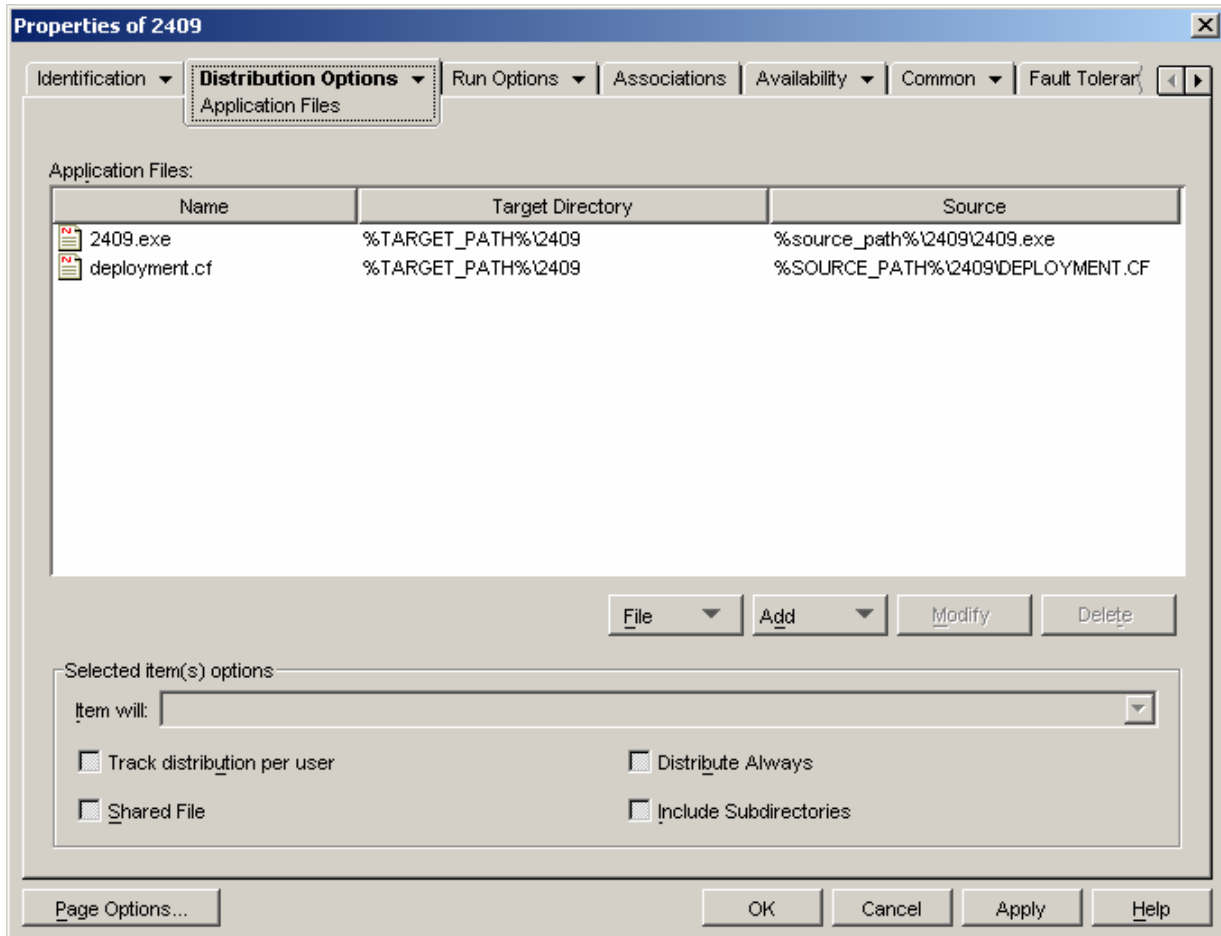 Properties of 2409
Identification Distribution Options Run Options Associations Availability Common Fault Toleran
Application Files
Application Files:
Name Target Directory Source
2409.exe %TARGET_PATH%\2409 %source_path%\2409\2409.exe
deployment.cf %TARGET_PATH%\2409 %SOURCE_PATH%\2409\DEPLOYMENT.CF
File Add Modify Delete
Selected item(s) options
Item will:
Track distribution per user Distribute Always
Shared File Include Subdirectories
Page Options... OK Cancel Apply Help